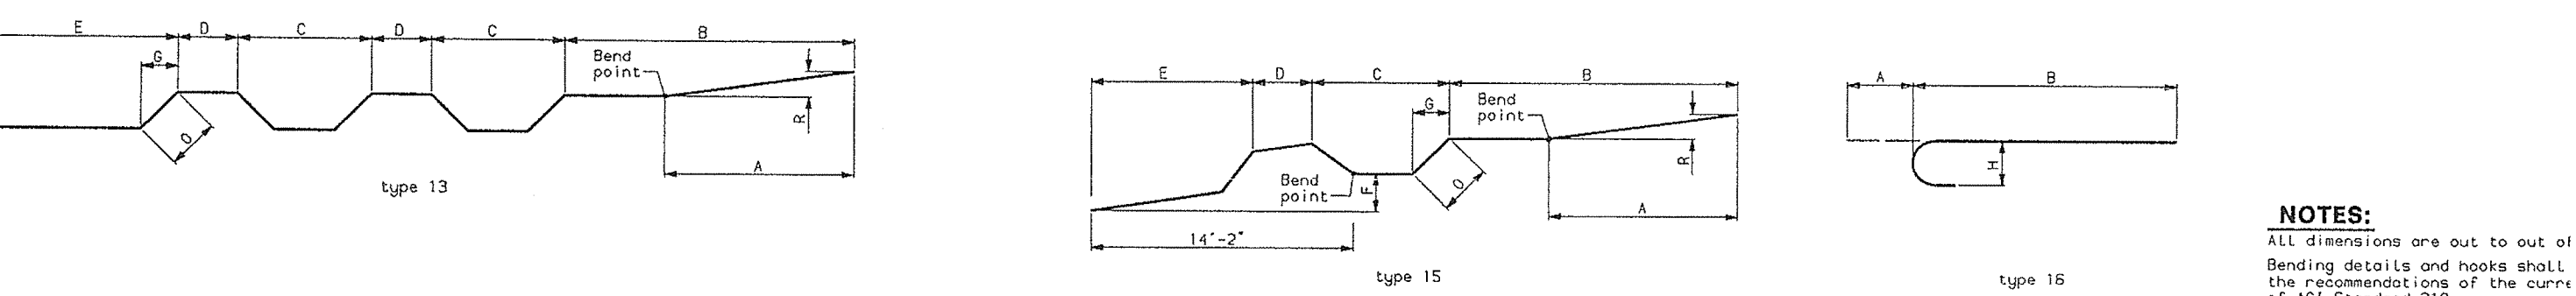 E D C D C B
G
Bend
point
O
R
A
type 13
E D C B
G
Bend
point
R
Bend
point
F
O
A
14'-2"
type 15
A B
H
type 16
NOTES:
ALL dimensions are out to out of
Bending details and hooks shall
the recommendations of the curre